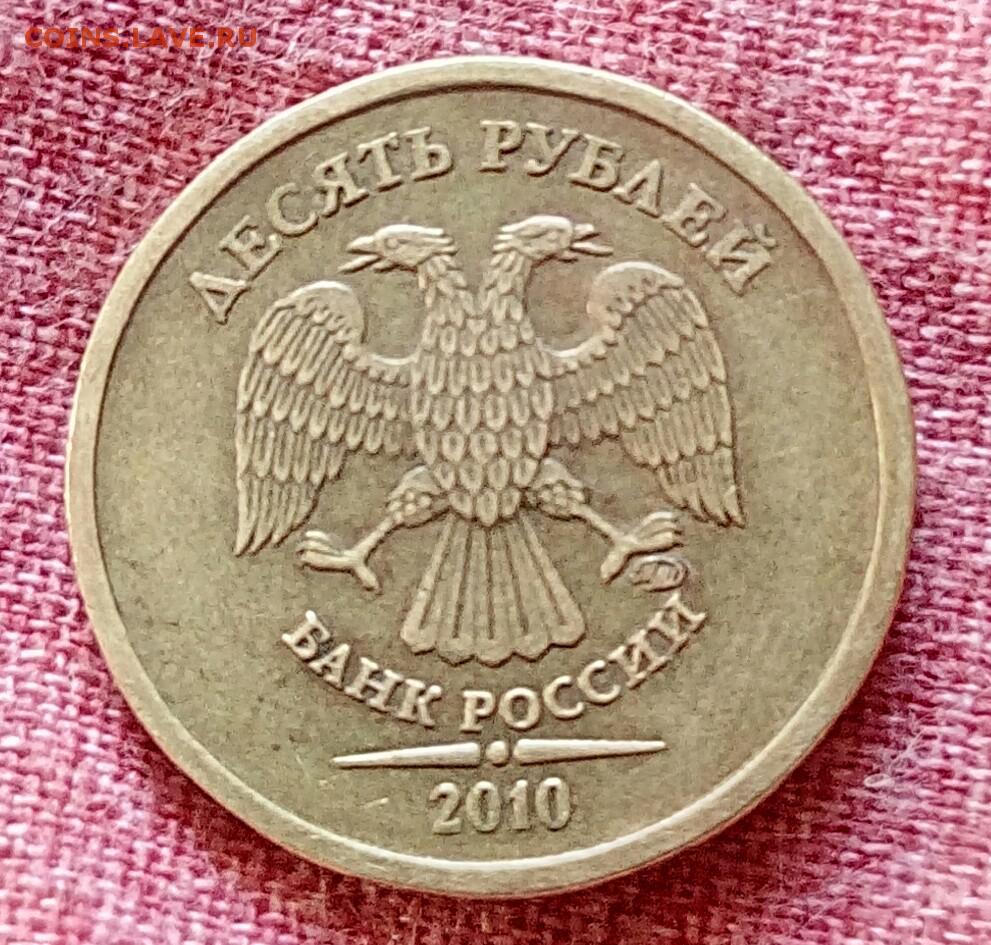 COINS.LAVE.RU
ДЕСЯТЬ РУБЛЕЙ
БАНК РОССИИ
2010